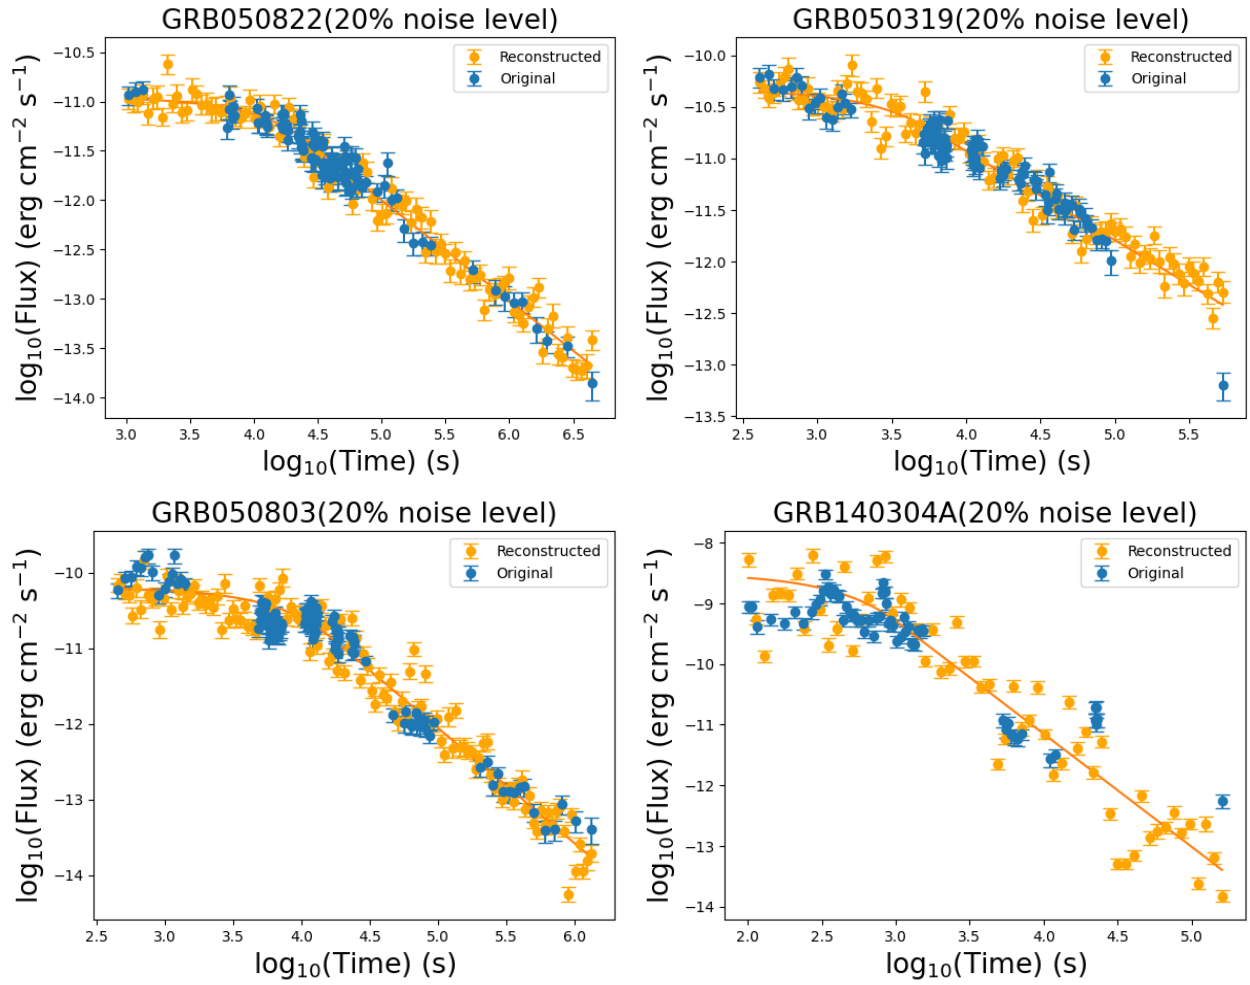 GRB050822(20% noise level)
Reconstructed
Original
log₁₀(Flux) (erg cm⁻² s⁻¹)
−10.5
−11.0
−11.5
−12.0
−12.5
−13.0
−13.5
−14.0
3.0 3.5 4.0 4.5 5.0 5.5 6.0 6.5
log₁₀(Time) (s)
GRB050319(20% noise level)
Reconstructed
Original
log₁₀(Flux) (erg cm⁻² s⁻¹)
−10.0
−10.5
−11.0
−11.5
−12.0
−12.5
−13.0
−13.5
2.5 3.0 3.5 4.0 4.5 5.0 5.5
log₁₀(Time) (s)
GRB050803(20% noise level)
Reconstructed
Original
log₁₀(Flux) (erg cm⁻² s⁻¹)
−10
−11
−12
−13
−14
2.5 3.0 3.5 4.0 4.5 5.0 5.5 6.0
log₁₀(Time) (s)
GRB140304A(20% noise level)
Reconstructed
Original
log₁₀(Flux) (erg cm⁻² s⁻¹)
−8
−9
−10
−11
−12
−13
−14
2.0 2.5 3.0 3.5 4.0 4.5 5.0
log₁₀(Time) (s)